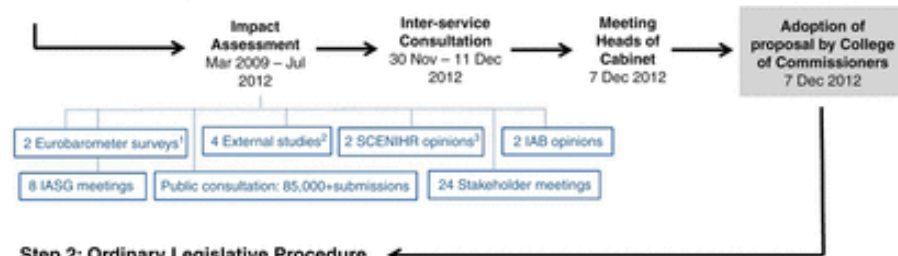 Impact
Assessment
Mar 2009 – Jul
2012
Inter-service
Consultation
30 Nov – 11 Dec
2012
Meeting
Heads of
Cabinet
7 Dec 2012
Adoption of
proposal by College
of Commissioners
7 Dec 2012
2 Eurobarometer surveys¹
4 External studies²
2 SCENIHR opinions³
2 IAB opinions
8 IASG meetings
Public consultation: 85,000+submissions
24 Stakeholder meetings
Step 2: Ordinary Legislative Procedure